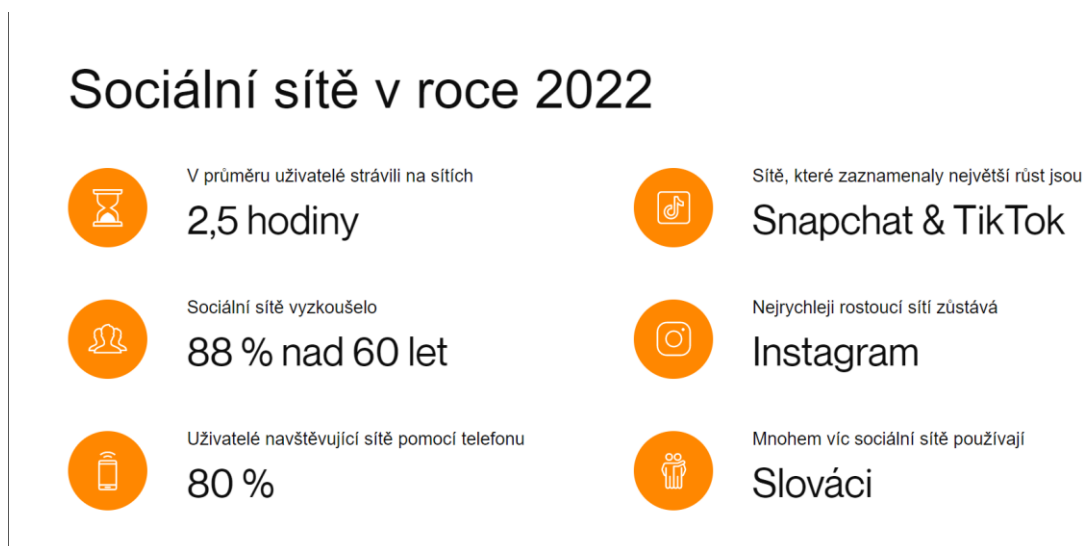 Sociální sítě v roce 2022
V průměru uživatelé strávili na sítích
2,5 hodiny
Sociální sítě vyzkoušelo
88 % nad 60 let
Uživatelé navštěvující sítě pomocí telefonu
80 %
Sítě, které zaznamenaly největší růst jsou
Snapchat & TikTok
Nejrychleji rostoucí sítí zůstává
Instagram
Mnohem víc sociální sítě používají
Slováci